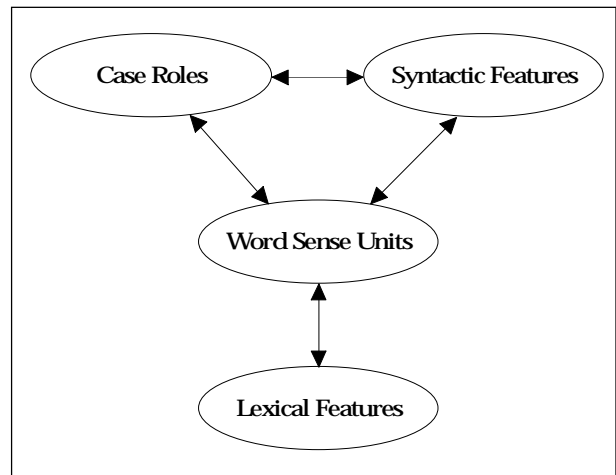 Case Roles
Syntactic Features
Word Sense Units
Lexical Features